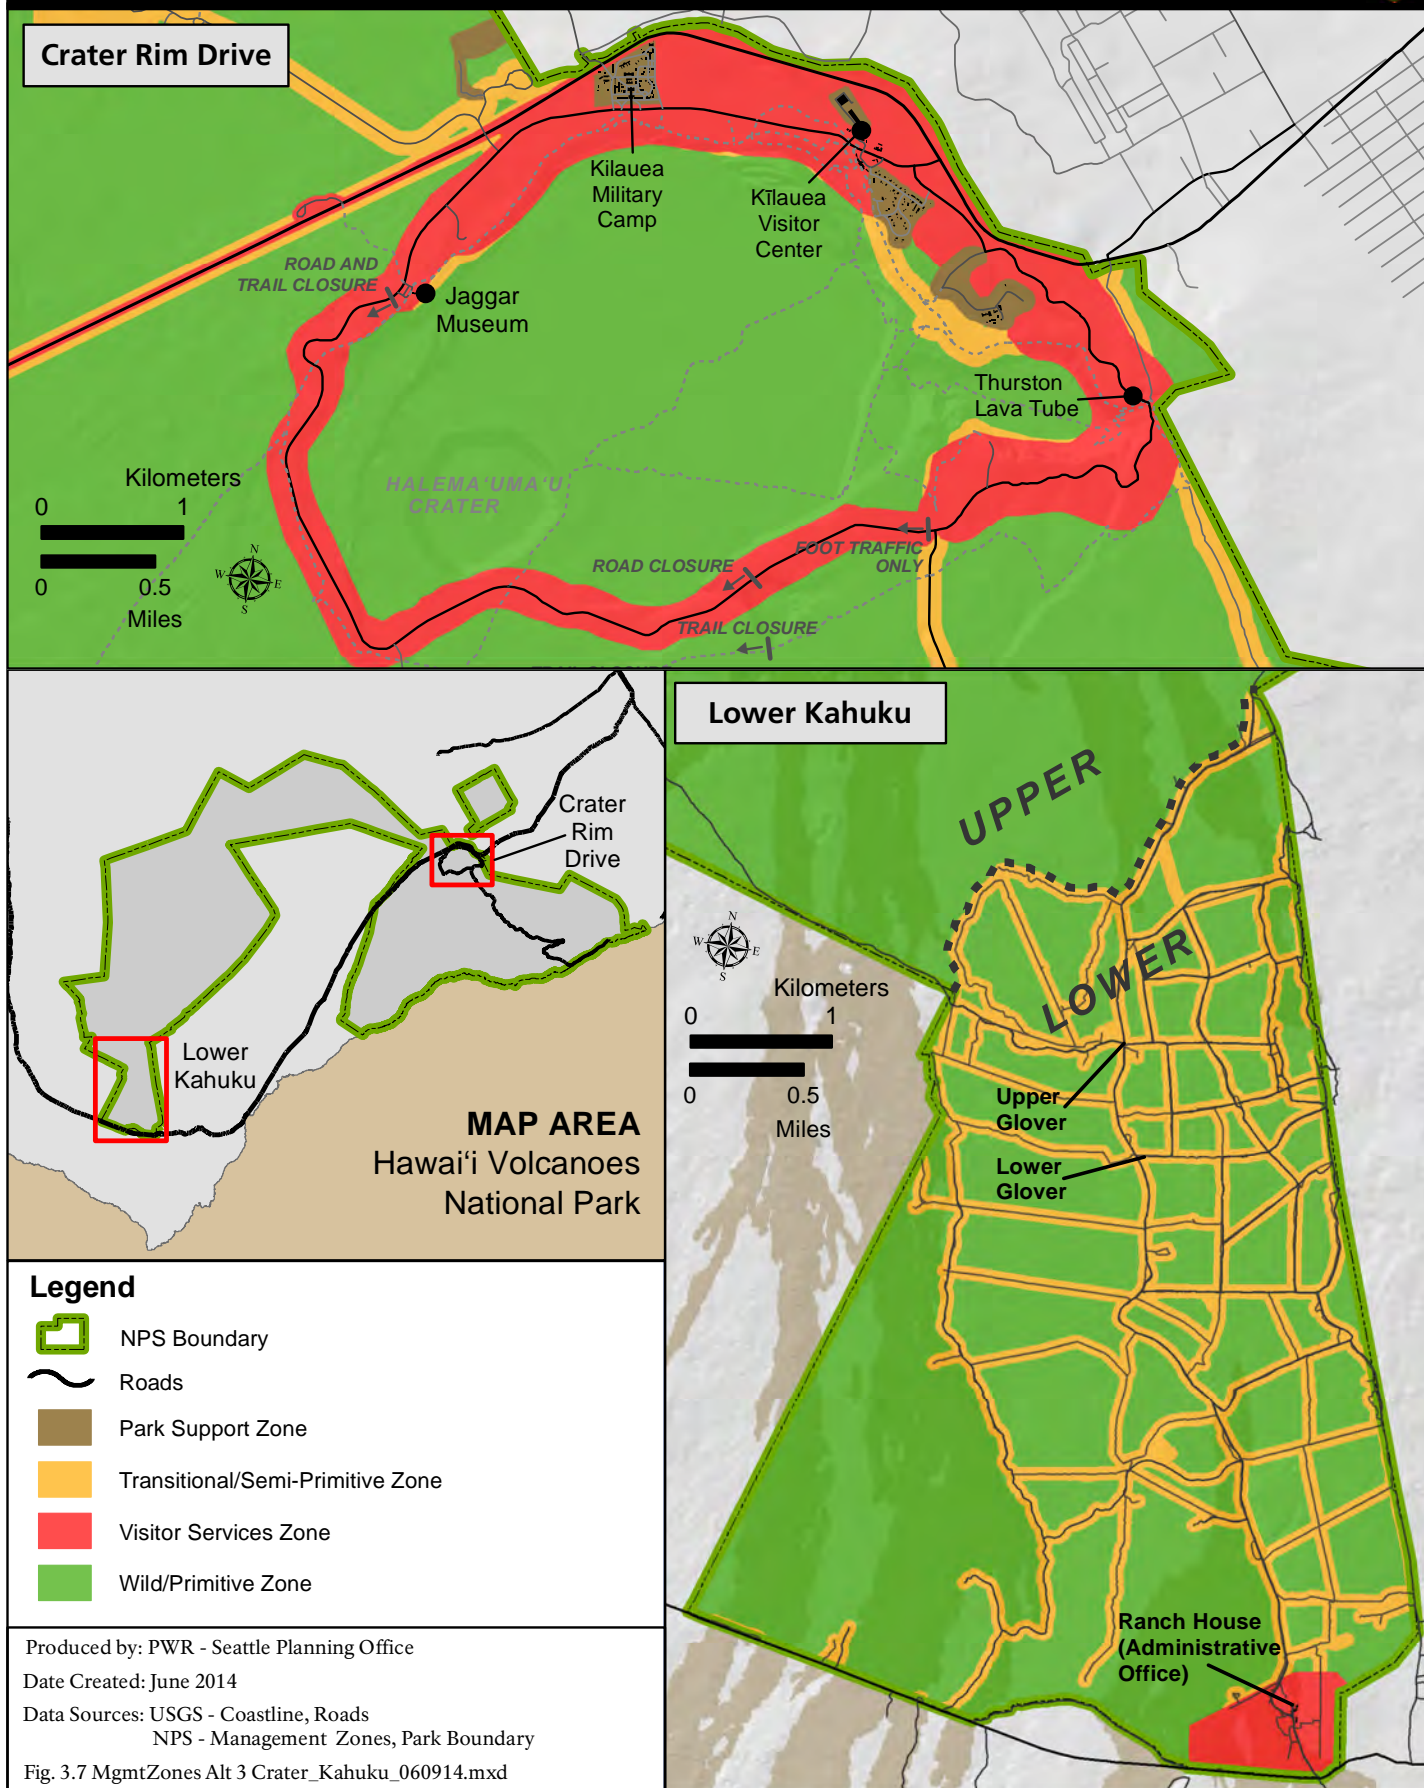 Crater Rim Drive
Kilauea
Military
Camp
Kīlauea
Visitor
Center
ROAD AND
TRAIL CLOSURE
Jaggar
Museum
Thurston
Lava Tube
Kilometers
0 1
0 0.5
Miles
N
W E
S
HALEMAʻUMAʻU
CRATER
ROAD CLOSURE
FOOT TRAFFIC
ONLY
TRAIL CLOSURE
Crater
Rim
Drive
Lower
Kahuku
MAP AREA
Hawaiʻi Volcanoes
National Park
Lower Kahuku
UPPER
LOWER
N
W E
S
Kilometers
0 1
0 0.5
Miles
Upper
Glover
Lower
Glover
Ranch House
(Administrative
Office)
Legend
NPS Boundary
Roads
Park Support Zone
Transitional/Semi-Primitive Zone
Visitor Services Zone
Wild/Primitive Zone
Produced by: PWR - Seattle Planning Office
Date Created: June 2014
Data Sources: USGS - Coastline, Roads
NPS - Management Zones, Park Boundary
Fig. 3.7 MgmtZones Alt 3 Crater_Kahuku_060914.mxd